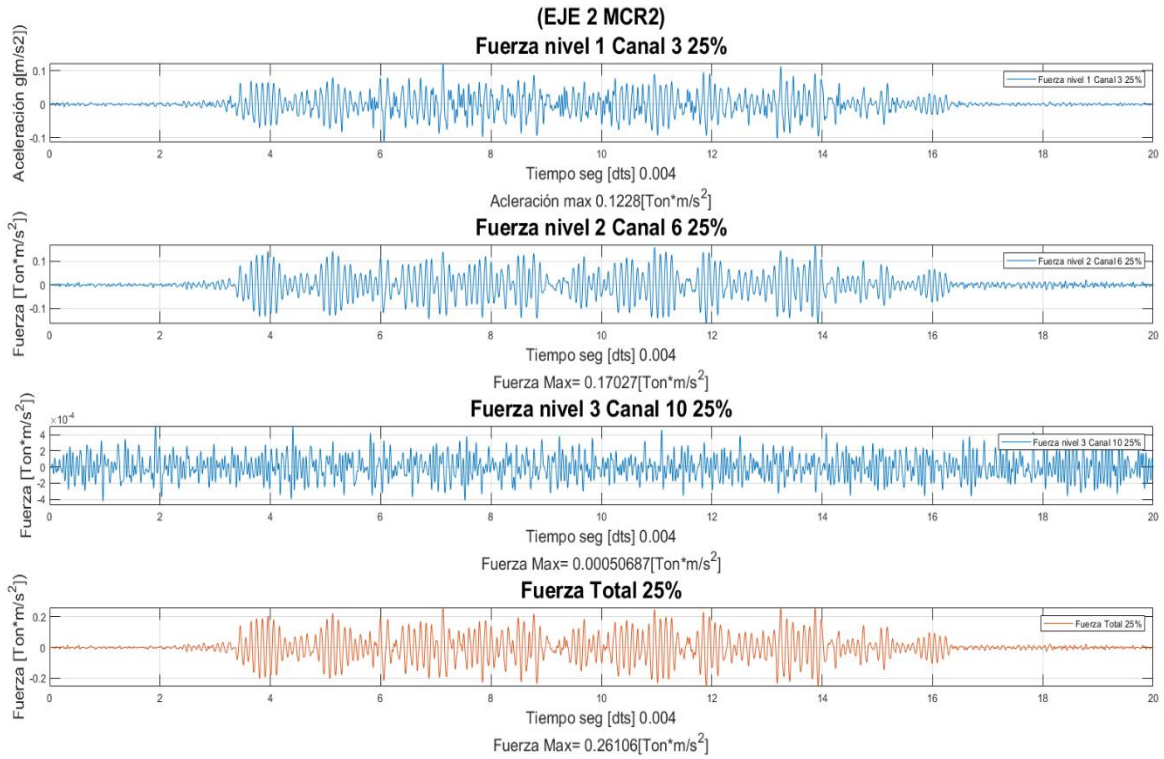 (EJE 2 MCR2)
Fuerza nivel 1 Canal 3 25%
Aceleración g[m/s2])
0.1
0
-0.1
Fuerza nivel 1 Canal 3 25%
0 2 4 6 8 10 12 14 16 18 20
Tiempo seg [dts] 0.004
Acleración max 0.1228[Ton*m/s²]
Fuerza nivel 2 Canal 6 25%
Fuerza [Ton*m/s²])
0.1
0
-0.1
Fuerza nivel 2 Canal 6 25%
0 2 4 6 8 10 12 14 16 18 20
Tiempo seg [dts] 0.004
Fuerza Max= 0.17027[Ton*m/s²]
Fuerza nivel 3 Canal 10 25%
Fuerza [Ton*m/s²])
×10⁻⁴
4
2
0
-2
-4
Fuerza nivel 3 Canal 10 25%
0 2 4 6 8 10 12 14 16 18 20
Tiempo seg [dts] 0.004
Fuerza Max= 0.00050687[Ton*m/s²]
Fuerza Total 25%
Fuerza [Ton*m/s²])
0.2
0
-0.2
Fuerza Total 25%
0 2 4 6 8 10 12 14 16 18 20
Tiempo seg [dts] 0.004
Fuerza Max= 0.26106[Ton*m/s²]